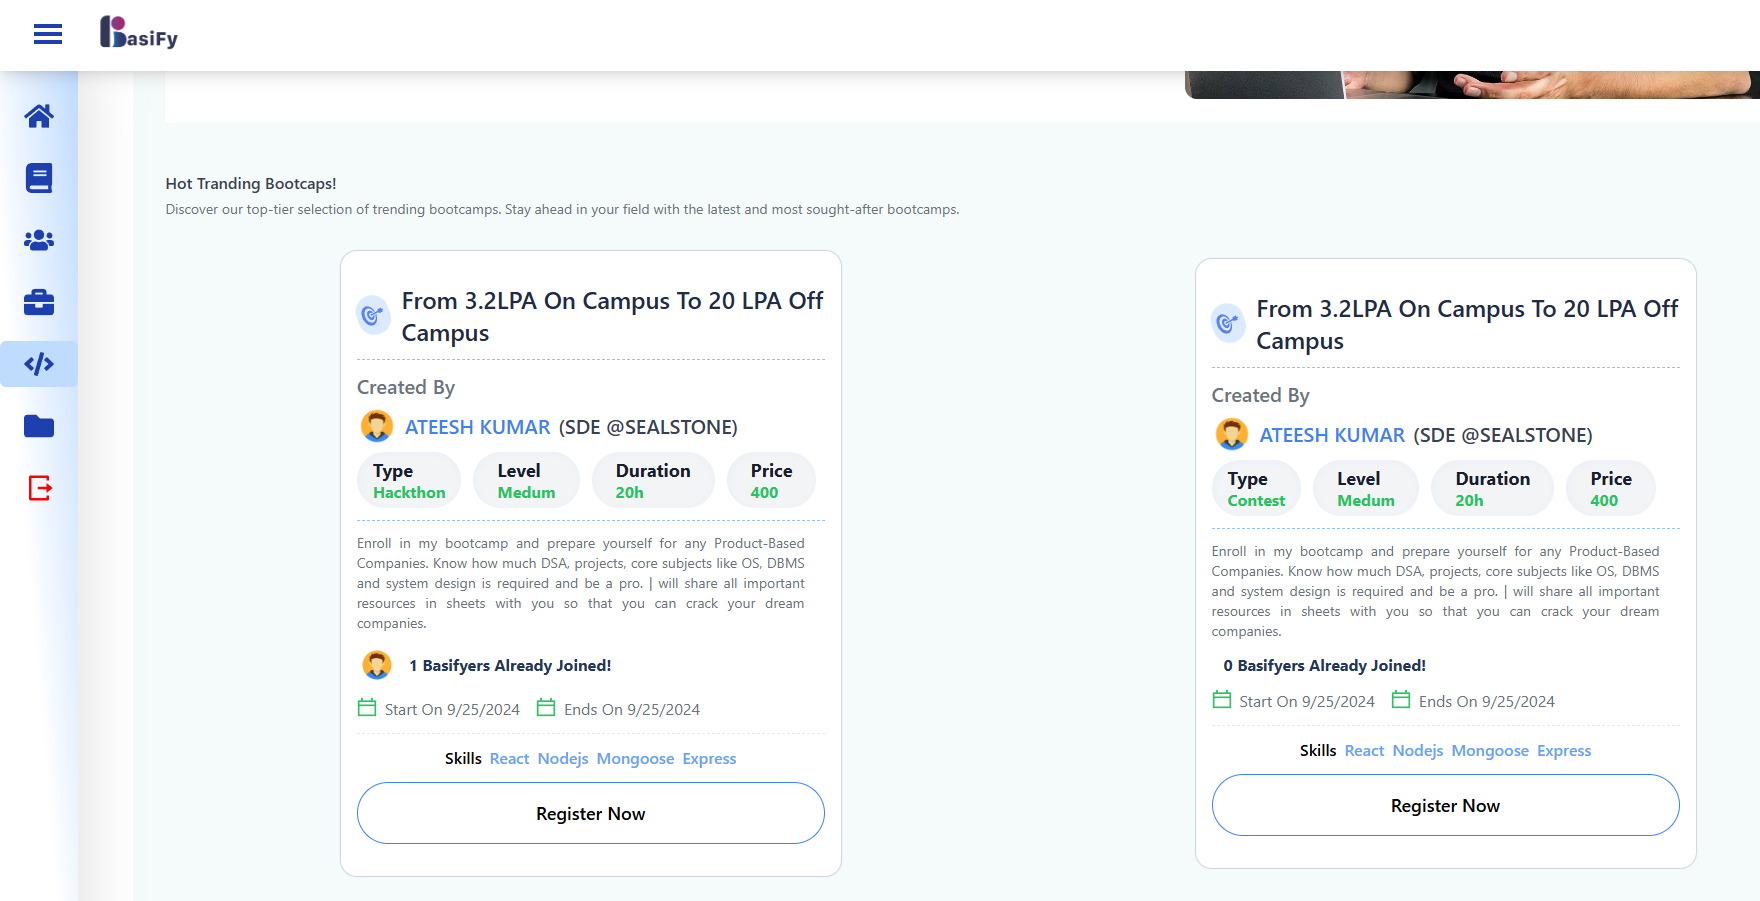 BasiFy
Hot Tranding Bootcaps!
Discover our top-tier selection of trending bootcamps. Stay ahead in your field with the latest and most sought-after bootcamps.
From 3.2LPA On Campus To 20 LPA Off
Campus
Created By
ATEESH KUMAR (SDE @SEALSTONE)
Type Level Duration Price
Hackthon Medum 20h 400
Enroll in my bootcamp and prepare yourself for any Product-Based
Companies. Know how much DSA, projects, core subjects like OS, DBMS
and system design is required and be a pro. | will share all important
resources in sheets with you so that you can crack your dream
companies.
1 Basifyers Already Joined!
Start On 9/25/2024 Ends On 9/25/2024
Skills React Nodejs Mongoose Express
Register Now
From 3.2LPA On Campus To 20 LPA Off
Campus
Created By
ATEESH KUMAR (SDE @SEALSTONE)
Type Level Duration Price
Contest Medum 20h 400
Enroll in my bootcamp and prepare yourself for any Product-Based
Companies. Know how much DSA, projects, core subjects like OS, DBMS
and system design is required and be a pro. | will share all important
resources in sheets with you so that you can crack your dream
companies.
0 Basifyers Already Joined!
Start On 9/25/2024 Ends On 9/25/2024
Skills React Nodejs Mongoose Express
Register Now